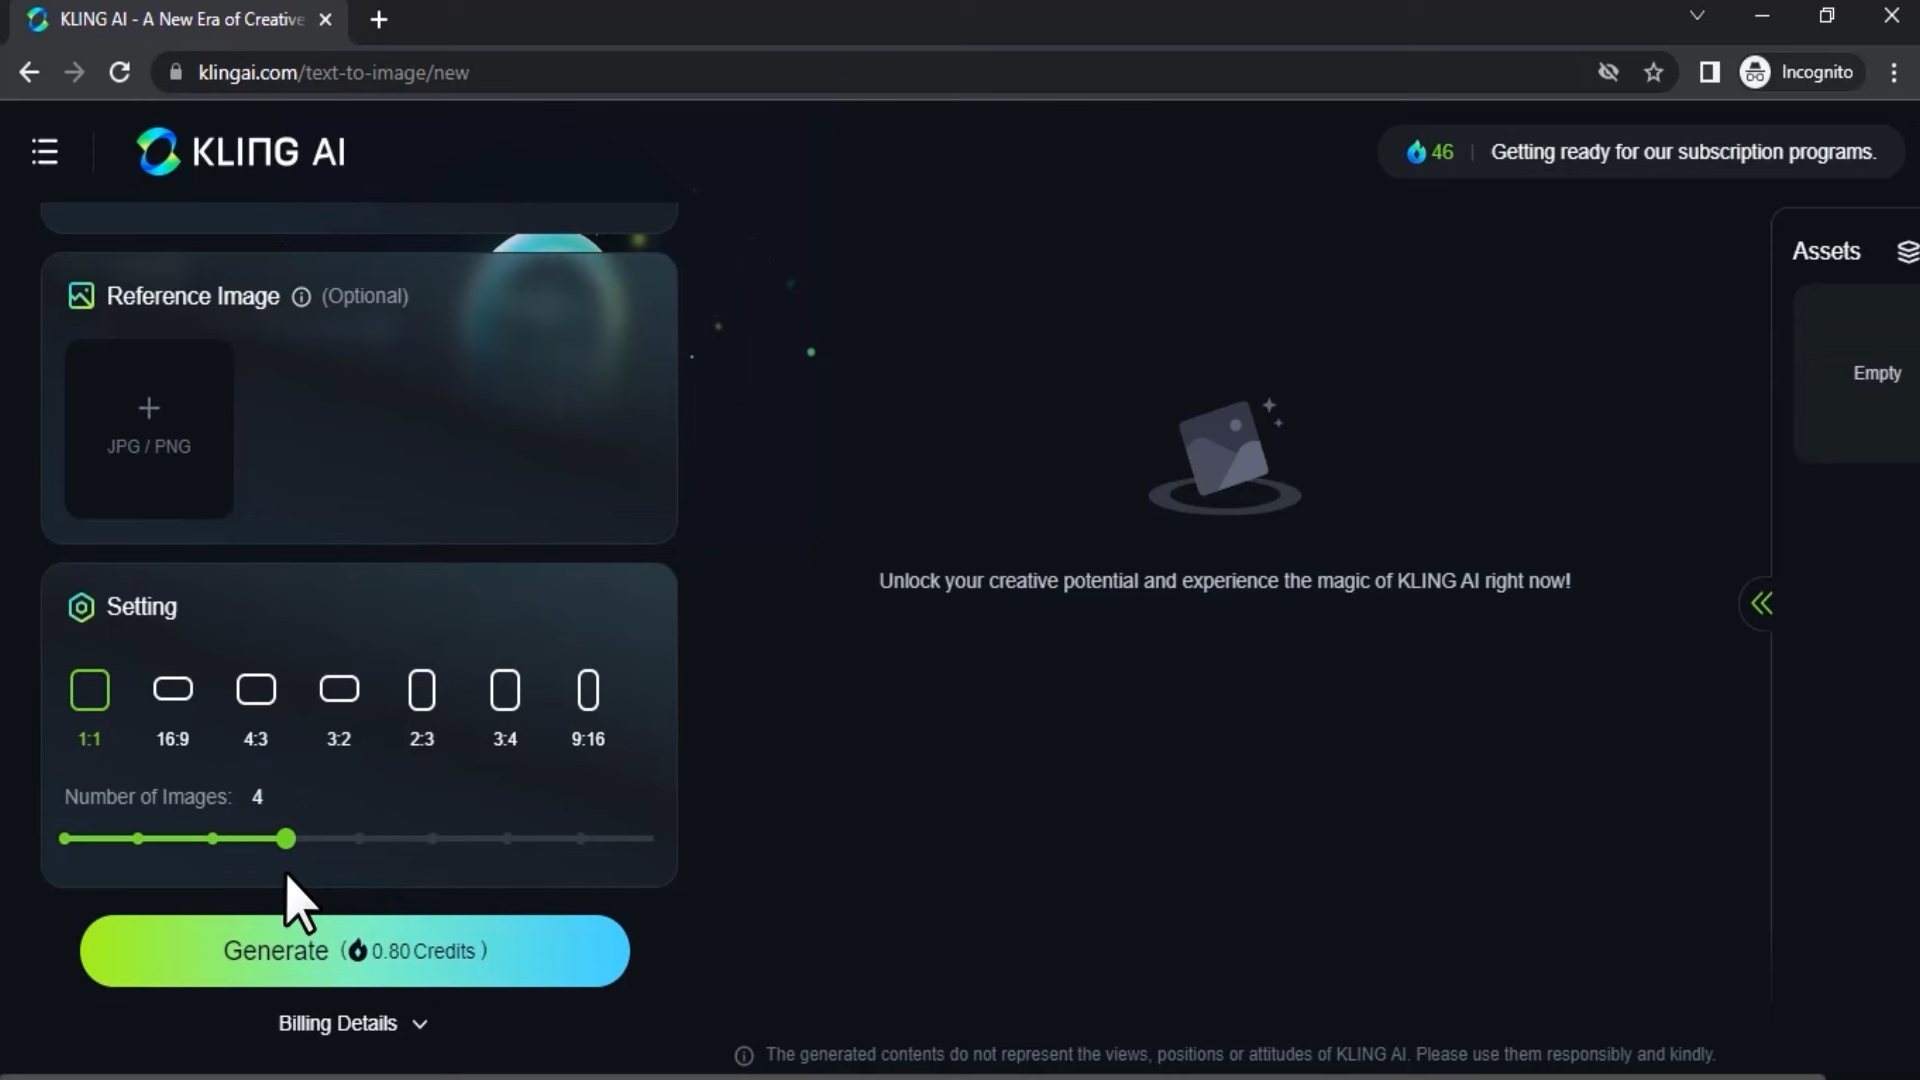 KLING AI - A New Era of Creative
klingai.com/text-to-image/new
Incognito
KLING AI
46
Getting ready for our subscription programs.
Reference Image (Optional)
JPG / PNG
Assets
Empty
Unlock your creative potential and experience the magic of KLING AI right now!
Setting
1:1 16:9 4:3 3:2 2:3 3:4 9:16
Number of Images: 4
Generate ( 0.80 Credits )
Billing Details
The generated contents do not represent the views, positions or attitudes of KLING AI. Please use them responsibly and kindly.